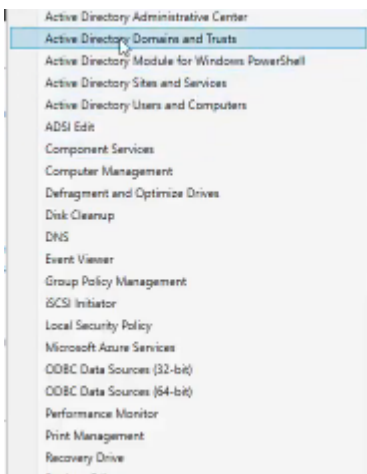 Active Directory Administrative Center
Active Directory Domains and Trusts
Active Directory Module for Windows PowerShell
Active Directory Sites and Services
Active Directory Users and Computers
ADSI Edit
Component Services
Computer Management
Defragment and Optimize Drives
Disk Cleanup
DNS
Event Viewer
Group Policy Management
iSCSI Initiator
Local Security Policy
Microsoft Azure Services
ODBC Data Sources (32-bit)
ODBC Data Sources (64-bit)
Performance Monitor
Print Management
Recovery Drive